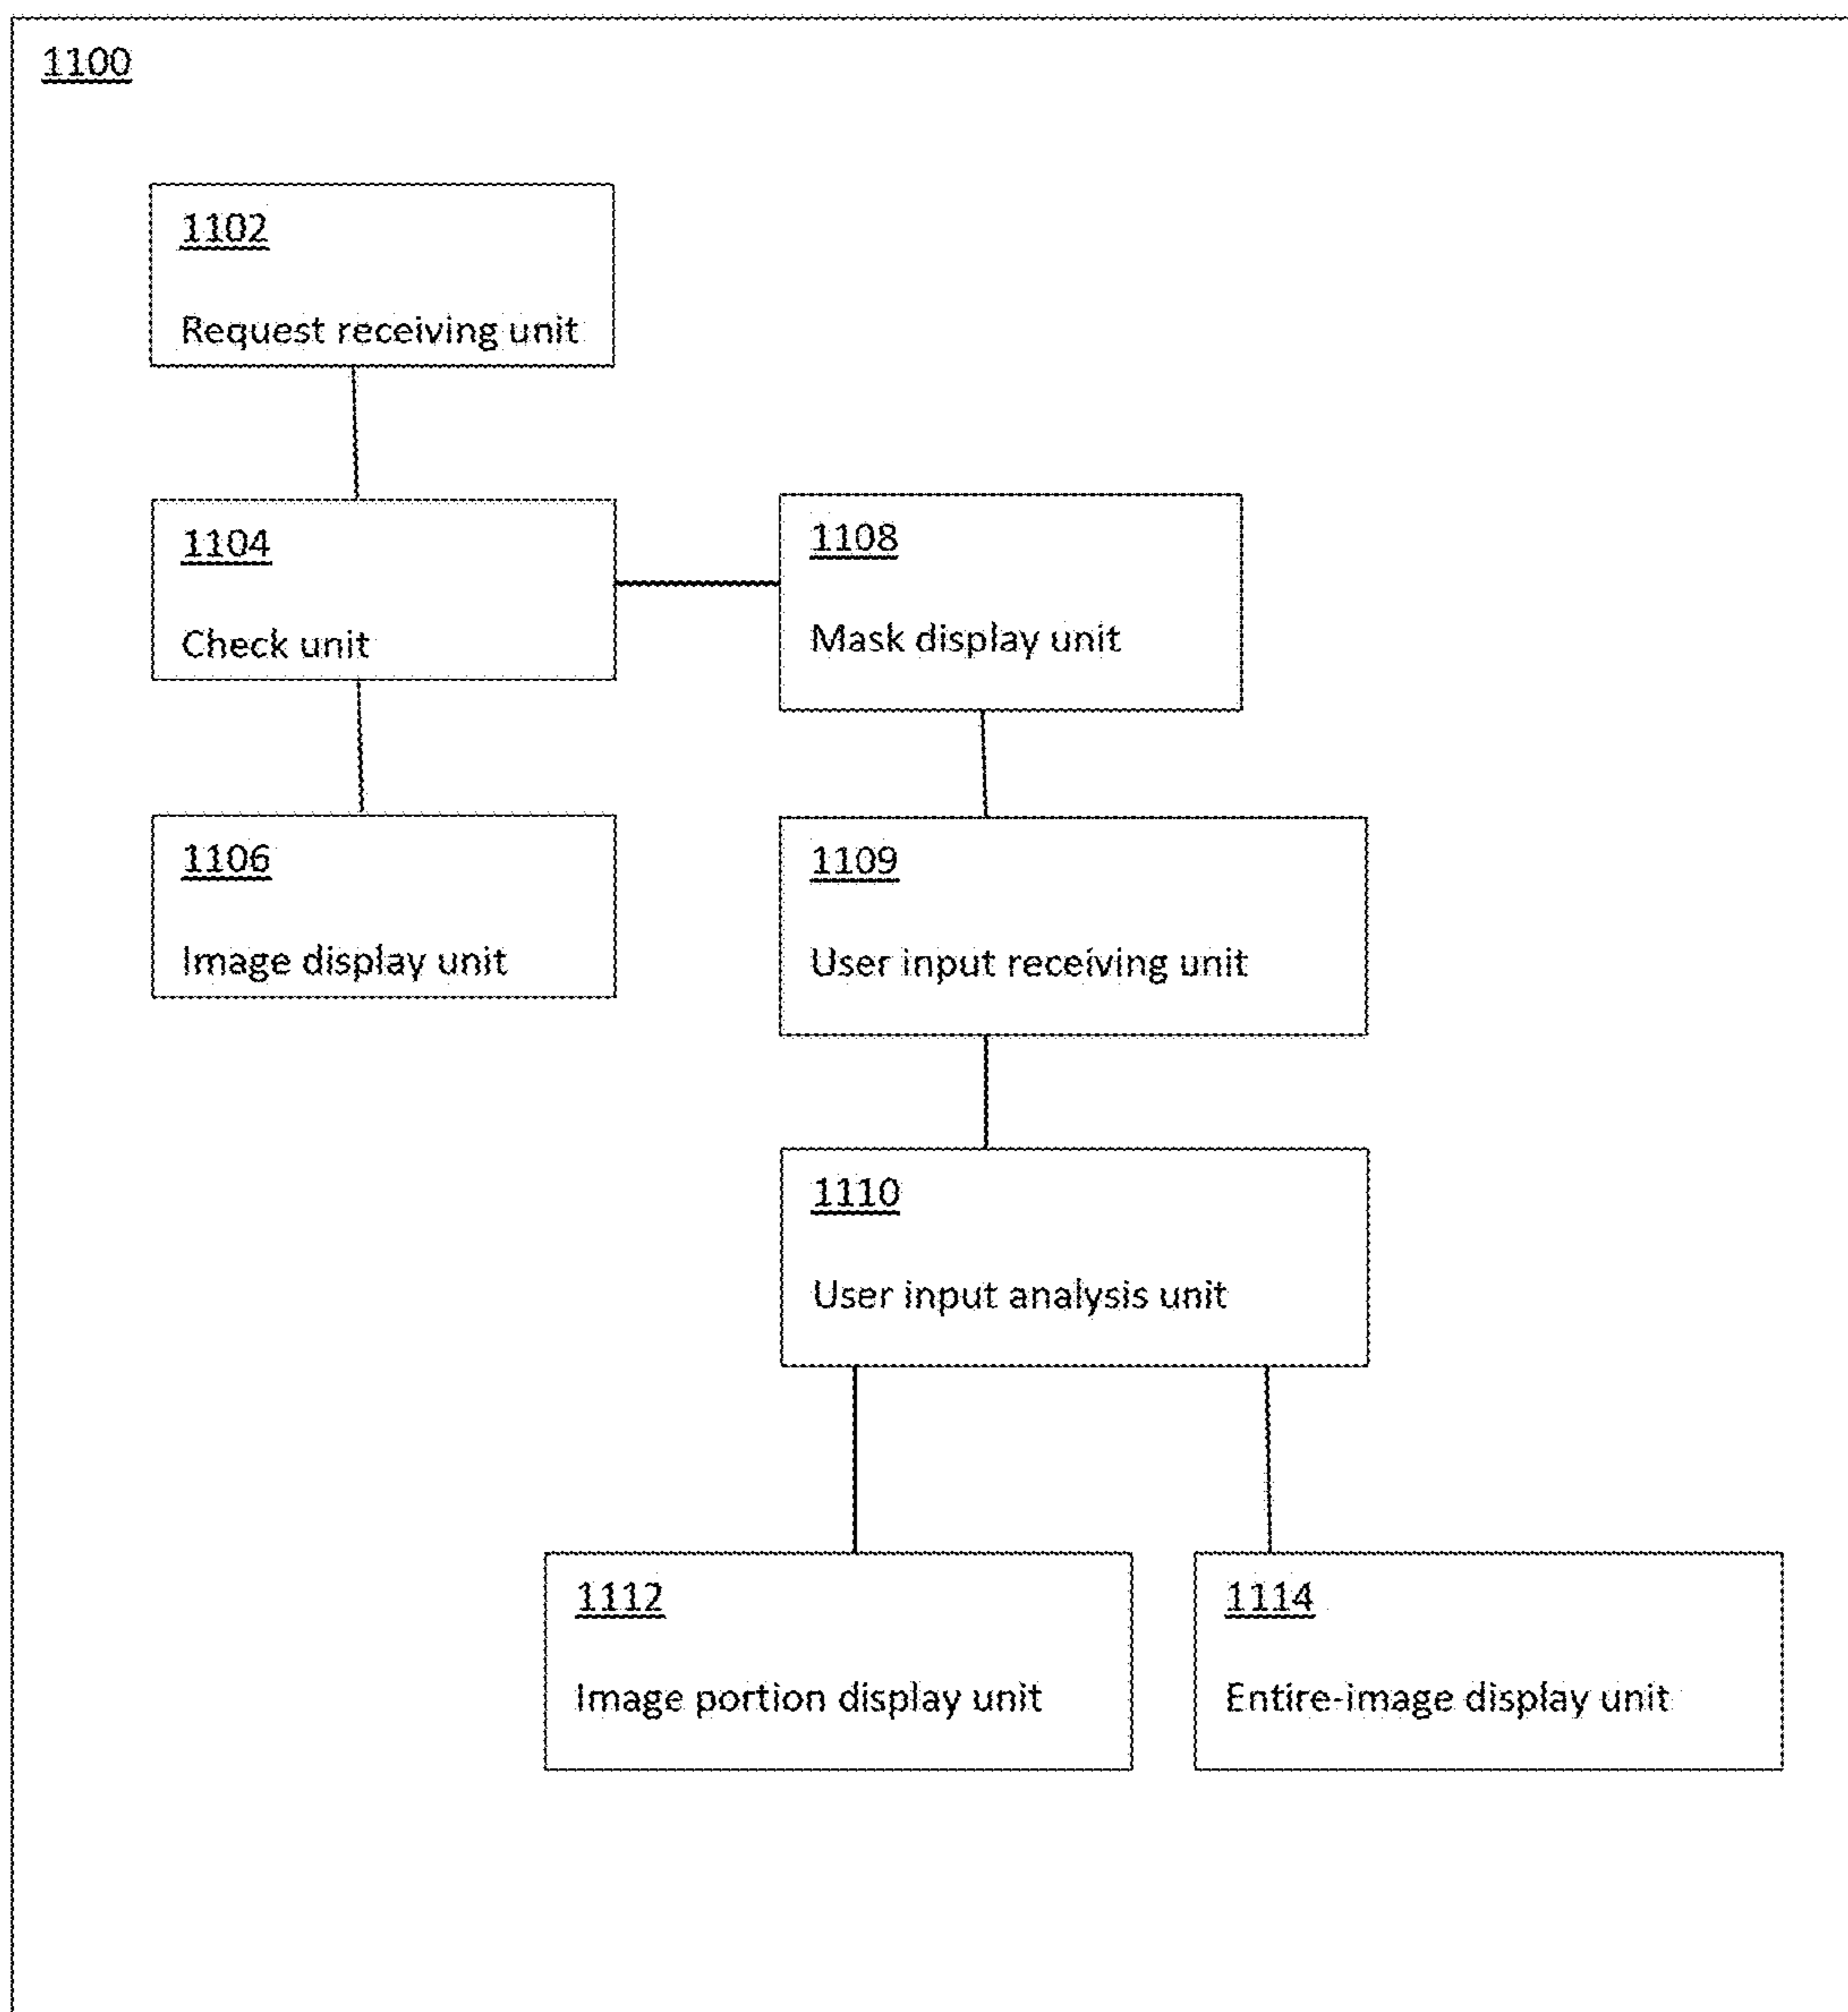 1100
1102
Request receiving unit
1104
Check unit
1108
Mask display unit
1106
Image display unit
1109
User input receiving unit
1110
User input analysis unit
1112
Image portion display unit
1114
Entire-image display unit